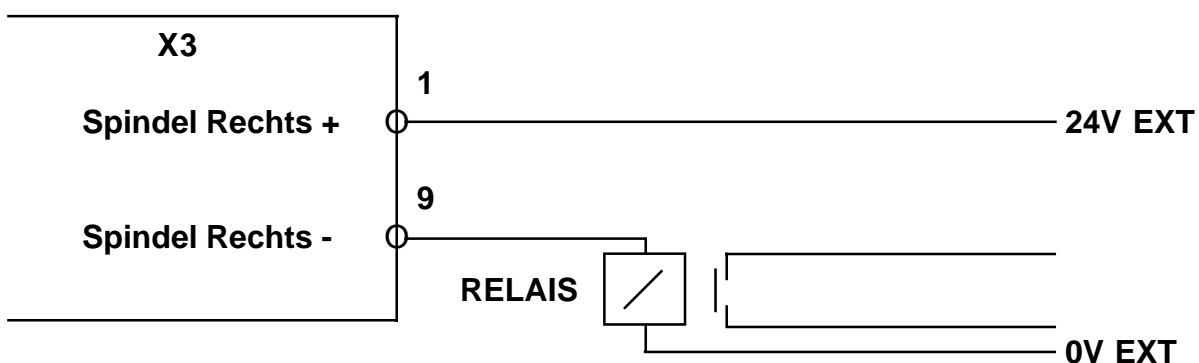 X3
1
Spindel Rechts +
24V EXT
9
Spindel Rechts -
RELAIS
0V EXT